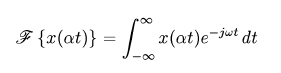 ℱ {x(αt)} = ∫_{−∞}^{∞} x(αt)e^{−jωt} dt